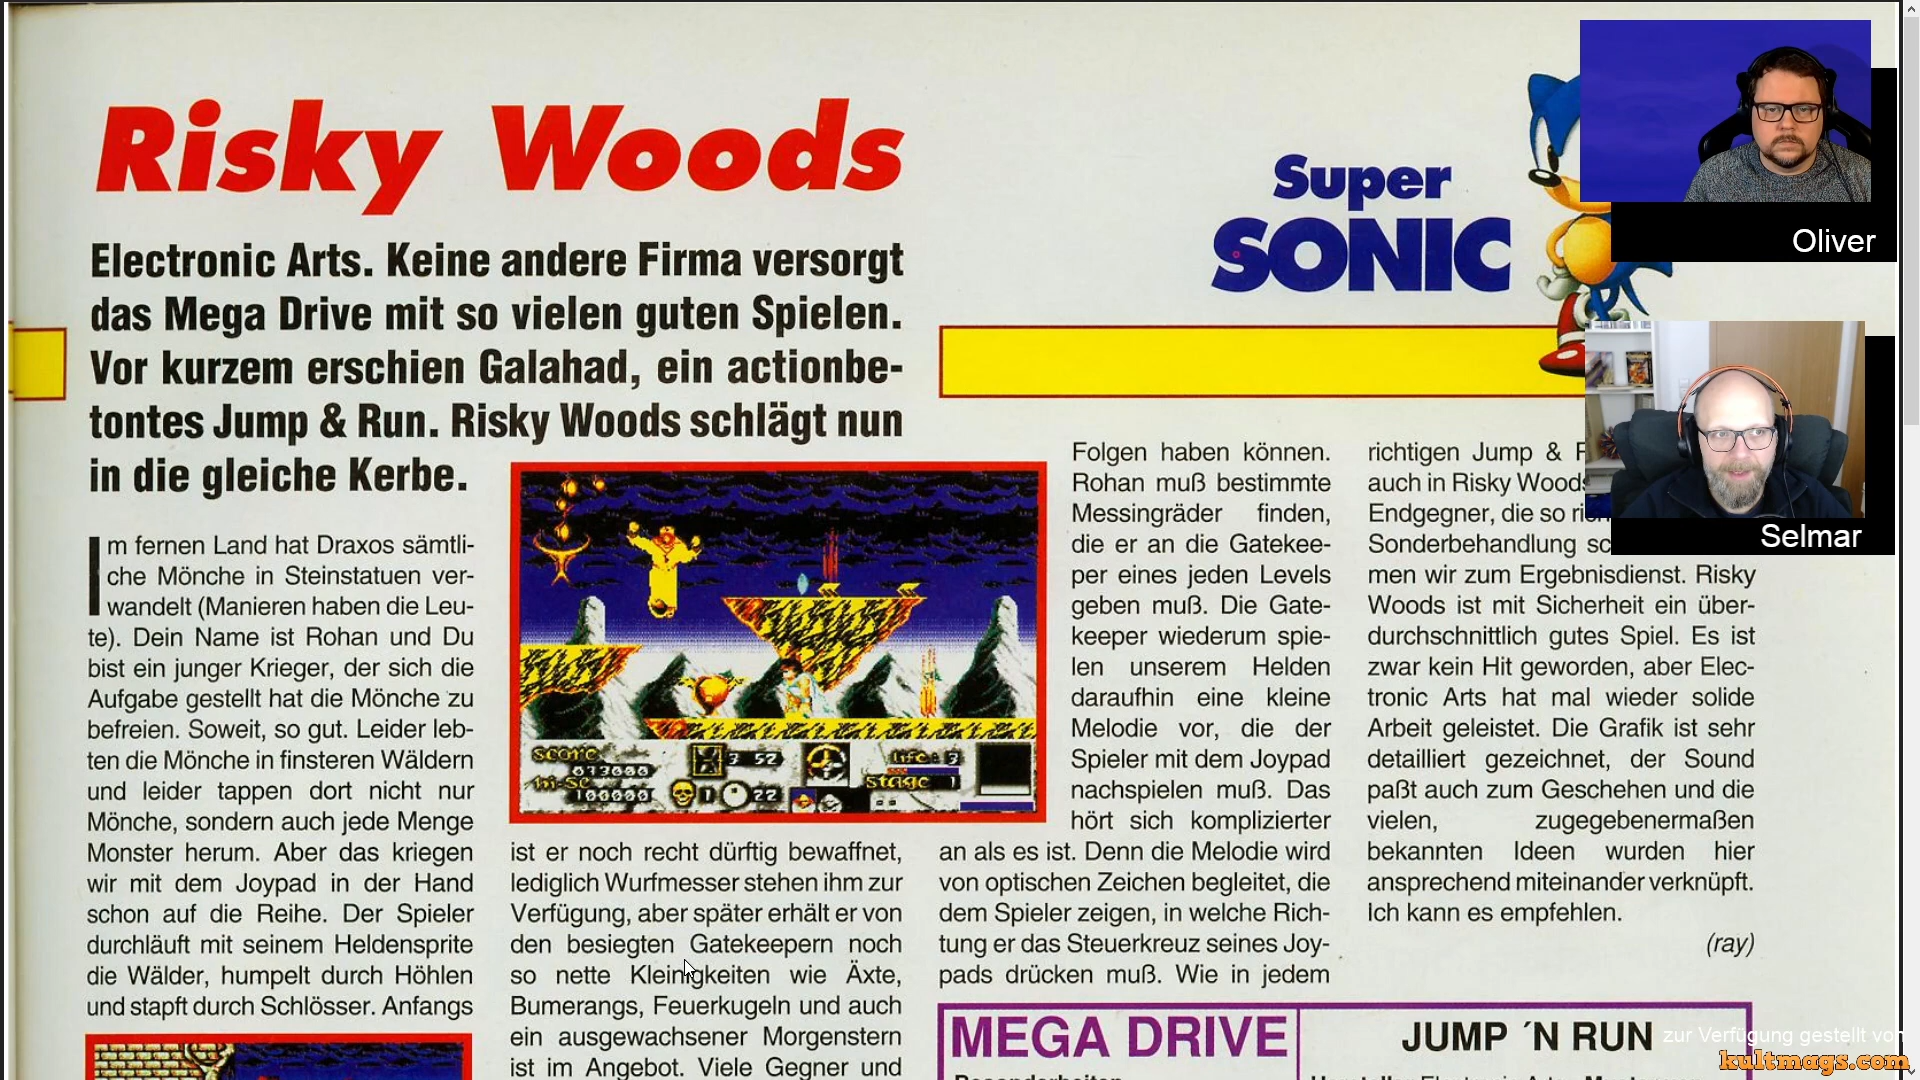 Risky Woods
Electronic Arts. Keine andere Firma versorgt
das Mega Drive mit so vielen guten Spielen.
Vor kurzem erschien Galahad, ein actionbe-
tontes Jump & Run. Risky Woods schlägt nun
in die gleiche Kerbe.
Im fernen Land hat Draxos sämtli-
che Mönche in Steinstatuen ver-
wandelt (Manieren haben die Leu-
te). Dein Name ist Rohan und Du
bist ein junger Krieger, der sich die
Aufgabe gestellt hat die Mönche zu
befreien. Soweit, so gut. Leider leb-
ten die Mönche in finsteren Wäldern
und leider tappen dort nicht nur
Mönche, sondern auch jede Menge
Monster herum. Aber das kriegen
wir mit dem Joypad in der Hand
schon auf die Reihe. Der Spieler
durchläuft mit seinem Heldensprite
die Wälder, humpelt durch Höhlen
und stapft durch Schlösser. Anfangs
score
073000
hi-sc
100000
3 52
1
22
life: 3
stage 1
ist er noch recht dürftig bewaffnet,
lediglich Wurfmesser stehen ihm zur
Verfügung, aber später erhält er von
den besiegten Gatekeepern noch
so nette Kleinigkeiten wie Äxte,
Bumerangs, Feuerkugeln und auch
ein ausgewachsener Morgenstern
ist im Angebot. Viele Gegner und
Super
SONIC
Folgen haben können.
Rohan muß bestimmte
Messingräder finden,
die er an die Gatekee-
per eines jeden Levels
geben muß. Die Gate-
keeper wiederum spie-
len unserem Helden
daraufhin eine kleine
Melodie vor, die der
Spieler mit dem Joypad
nachspielen muß. Das
hört sich komplizierter
an als es ist. Denn die Melodie wird
von optischen Zeichen begleitet, die
dem Spieler zeigen, in welche Rich-
tung er das Steuerkreuz seines Joy-
pads drücken muß. Wie in jedem
richtigen Jump &
auch in Risky Woods
Endgegner, die so
Sonderbehandlung
men wir zum Ergebnisdienst. Risky
Woods ist mit Sicherheit ein über-
durchschnittlich gutes Spiel. Es ist
zwar kein Hit geworden, aber Elec-
tronic Arts hat mal wieder solide
Arbeit geleistet. Die Grafik ist sehr
detailliert gezeichnet, der Sound
paßt auch zum Geschehen und die
vielen, zugegebenermaßen
bekannten Ideen wurden hier
ansprechend miteinander verknüpft.
Ich kann es empfehlen.
(ray)
MEGA DRIVE
JUMP ´N RUN
Oliver
Selmar
zur Verfügung gestellt von
kultmags.com